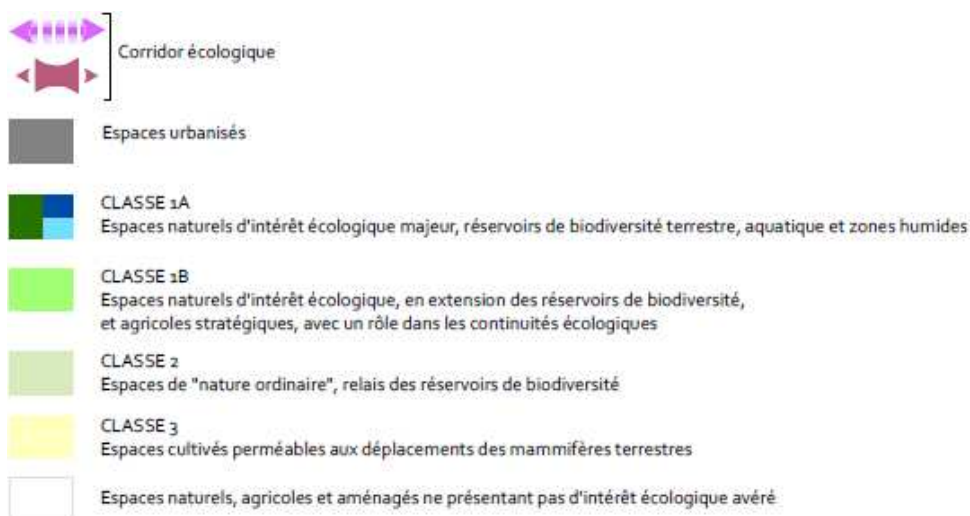 Corridor écologique
Espaces urbanisés
CLASSE 1A
Espaces naturels d'intérêt écologique majeur, réservoirs de biodiversité terrestre, aquatique et zones humides
CLASSE 1B
Espaces naturels d'intérêt écologique, en extension des réservoirs de biodiversité,
et agricoles stratégiques, avec un rôle dans les continuités écologiques
CLASSE 2
Espaces de "nature ordinaire", relais des réservoirs de biodiversité
CLASSE 3
Espaces cultivés perméables aux déplacements des mammifères terrestres
Espaces naturels, agricoles et aménagés ne présentant pas d'intérêt écologique avéré